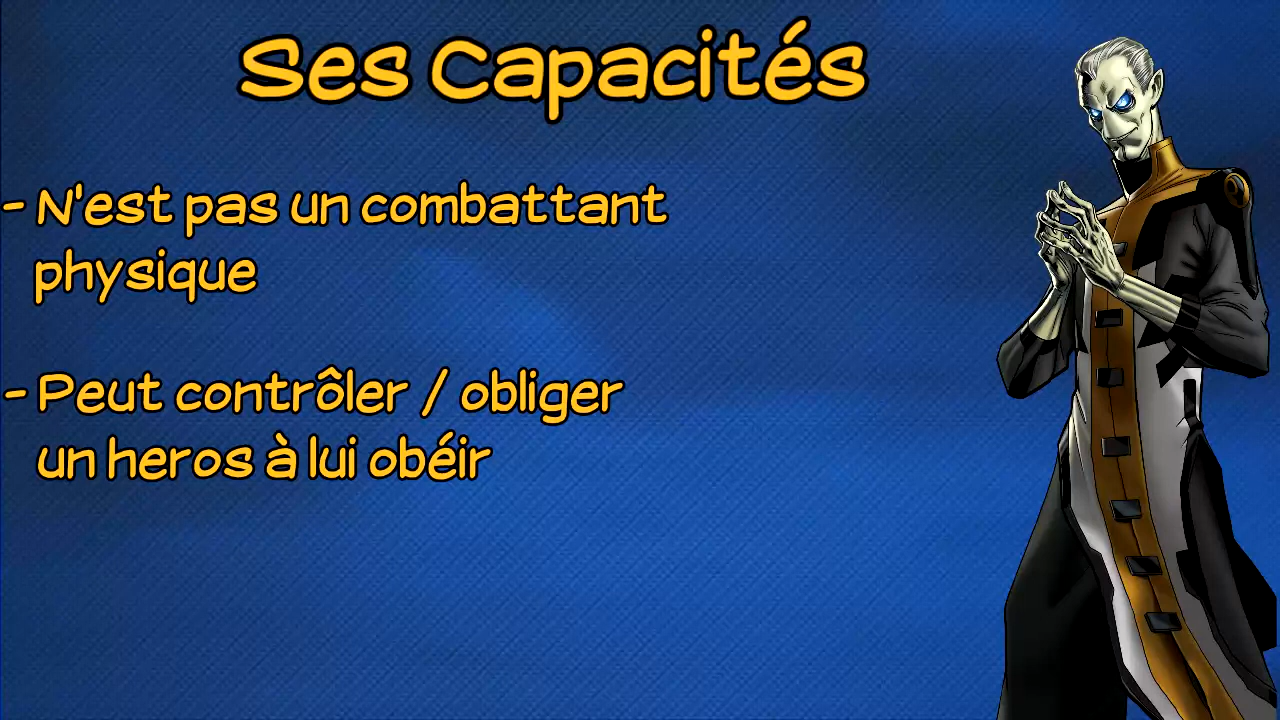 Ses Capacités
- N'est pas un combattant
physique
- Peut contrôler / obliger
un heros à lui obéir